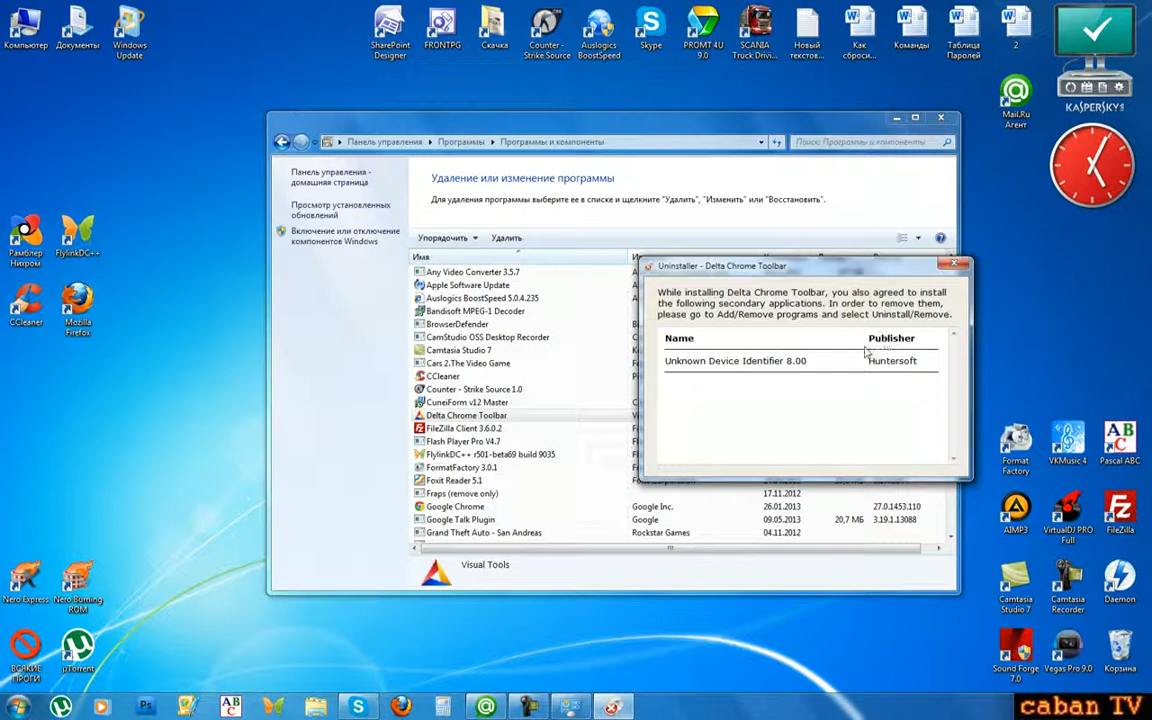 Компьютер
Документы
Windows
Update
SharePoint
Designer
FRONTPG
Скачка
Counter -
Strike Source
Auslogics
BoostSpeed
Skype
PROMT 4U
9.0
SCANIA
Truck Drivi...
Новый
текстов...
Как
сброси...
Команды
Таблица
Паролей
2
KASPERSKY
Mail.Ru
Агент
Рамблер
Нихром
FlylinkDC++
CCleaner
Mozilla
Firefox
Панель управления
Программы
Программы и компоненты
Поиск: Программы и компоненты
Панель управления -
домашняя страница
Просмотр установленных
обновлений
Включение или отключение
компонентов Windows
Удаление или изменение программы
Для удаления программы выберите ее в списке и щелкните "Удалить", "Изменить" или "Восстановить".
Упорядочить
Удалить
Имя
Any Video Converter 3.5.7
Apple Software Update
Auslogics BoostSpeed 5.0.4.235
Bandisoft MPEG-1 Decoder
BrowserDefender
CamStudio OSS Desktop Recorder
Camtasia Studio 7
Cars 2.The Video Game
CCleaner
Counter - Strike Source 1.0
CuneiForm v12 Master
Delta Chrome Toolbar
FileZilla Client 3.6.0.2
Flash Player Pro V4.7
FlylinkDC++ r501-beta69 build 9035
FormatFactory 3.0.1
Foxit Reader 5.1
Fraps (remove only) 17.11.2012
Google Chrome Google Inc. 26.01.2013 27.0.1453.110
Google Talk Plugin Google 09.05.2013 20,7 МБ 3.19.1.13088
Grand Theft Auto - San Andreas Rockstar Games 04.11.2012
Visual Tools
Uninstaller - Delta Chrome Toolbar
While installing Delta Chrome Toolbar, you also agreed to install
the following secondary applications. In order to remove them,
please go to Add/Remove programs and select Uninstall/Remove.
Name Publisher
Unknown Device Identifier 8.00 Huntersoft
Format
Factory
VKMusic 4
Pascal ABC
AIMP3
VirtualDJ PRO
Full
FileZilla
Camtasia
Studio 7
Camtasia
Recorder
Daemon
Sound Forge
7.0
Vegas Pro 9.0
Корзина
Nero Express
Nero Burning
ROM
ВСЯКИЕ
ПРОГИ
µTorrent
caban TV